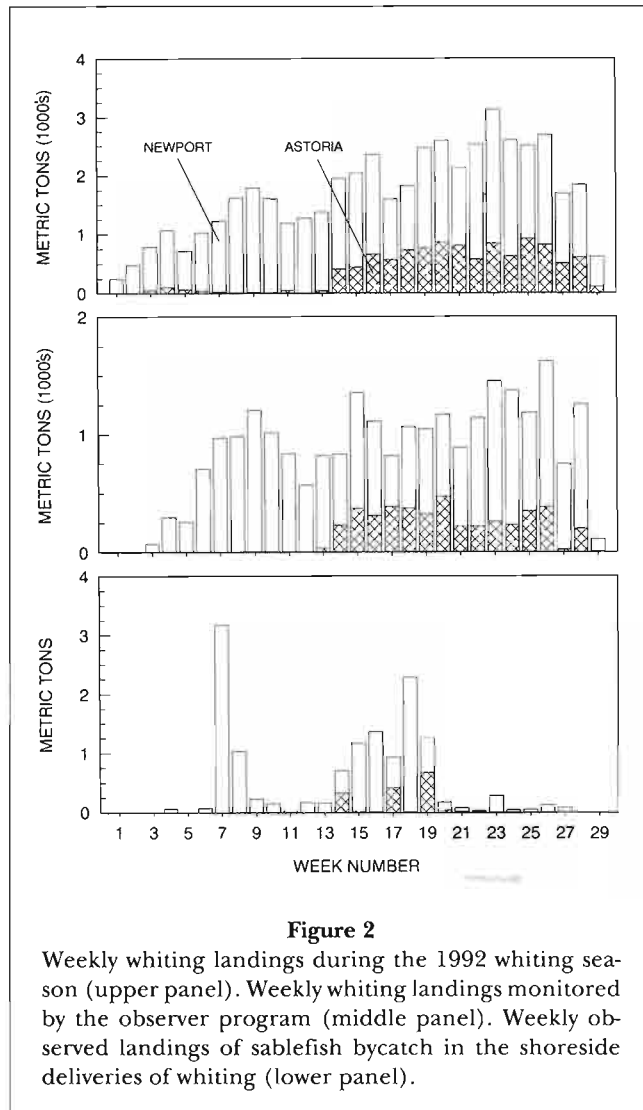 4
3
2
1
0
METRIC TONS (1000's)
NEWPORT
ASTORIA
2
1
0
METRIC TONS (1000's)
4
3
2
1
0
METRIC TONS
1 3 5 7 9 11 13 15 17 19 21 23 25 27 29
WEEK NUMBER
Figure 2
Weekly whiting landings during the 1992 whiting sea-
son (upper panel). Weekly whiting landings monitored
by the observer program (middle panel). Weekly ob-
served landings of sablefish bycatch in the shoreside
deliveries of whiting (lower panel).